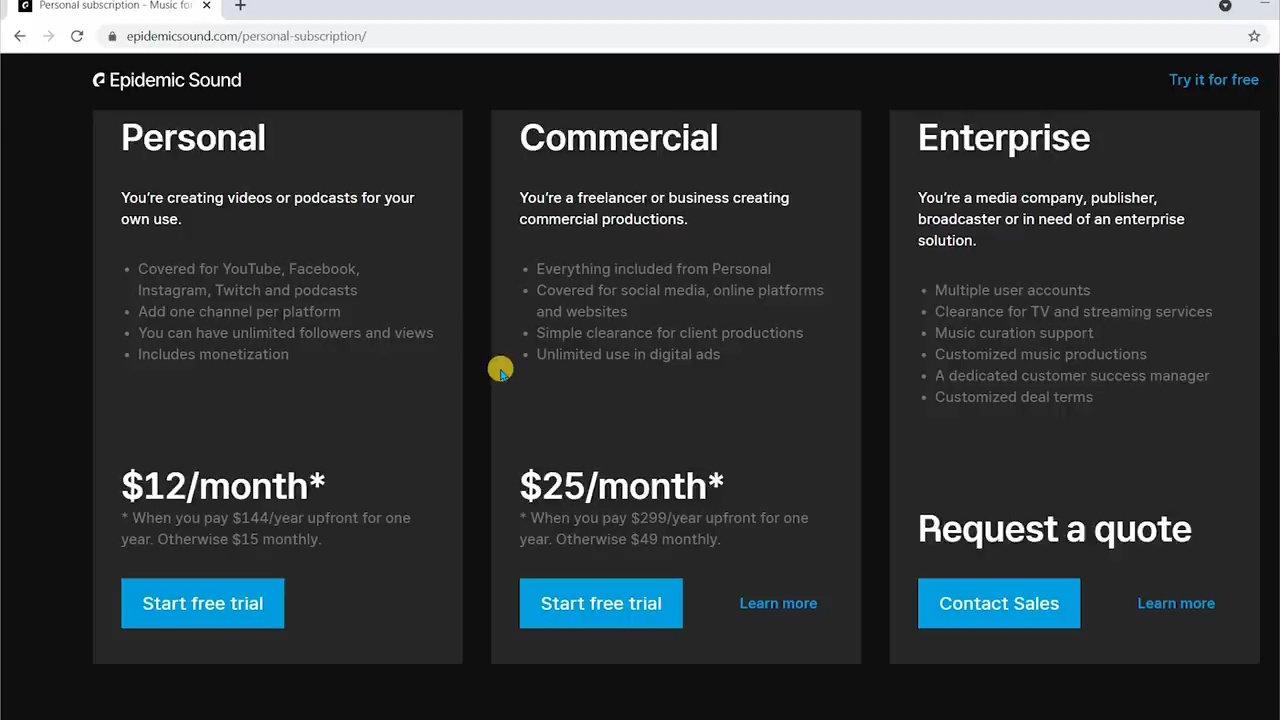 Personal subscription - Music fo
epidemicsound.com/personal-subscription/
Epidemic Sound
Try it for free
Personal
You're creating videos or podcasts for your
own use.
• Covered for YouTube, Facebook,
Instagram, Twitch and podcasts
• Add one channel per platform
• You can have unlimited followers and views
• Includes monetization
$12/month*
* When you pay $144/year upfront for one
year. Otherwise $15 monthly.
Start free trial
Commercial
You're a freelancer or business creating
commercial productions.
• Everything included from Personal
• Covered for social media, online platforms
and websites
• Simple clearance for client productions
• Unlimited use in digital ads
$25/month*
* When you pay $299/year upfront for one
year. Otherwise $49 monthly.
Start free trial
Learn more
Enterprise
You're a media company, publisher,
broadcaster or in need of an enterprise
solution.
• Multiple user accounts
• Clearance for TV and streaming services
• Music curation support
• Customized music productions
• A dedicated customer success manager
• Customized deal terms
Request a quote
Contact Sales
Learn more